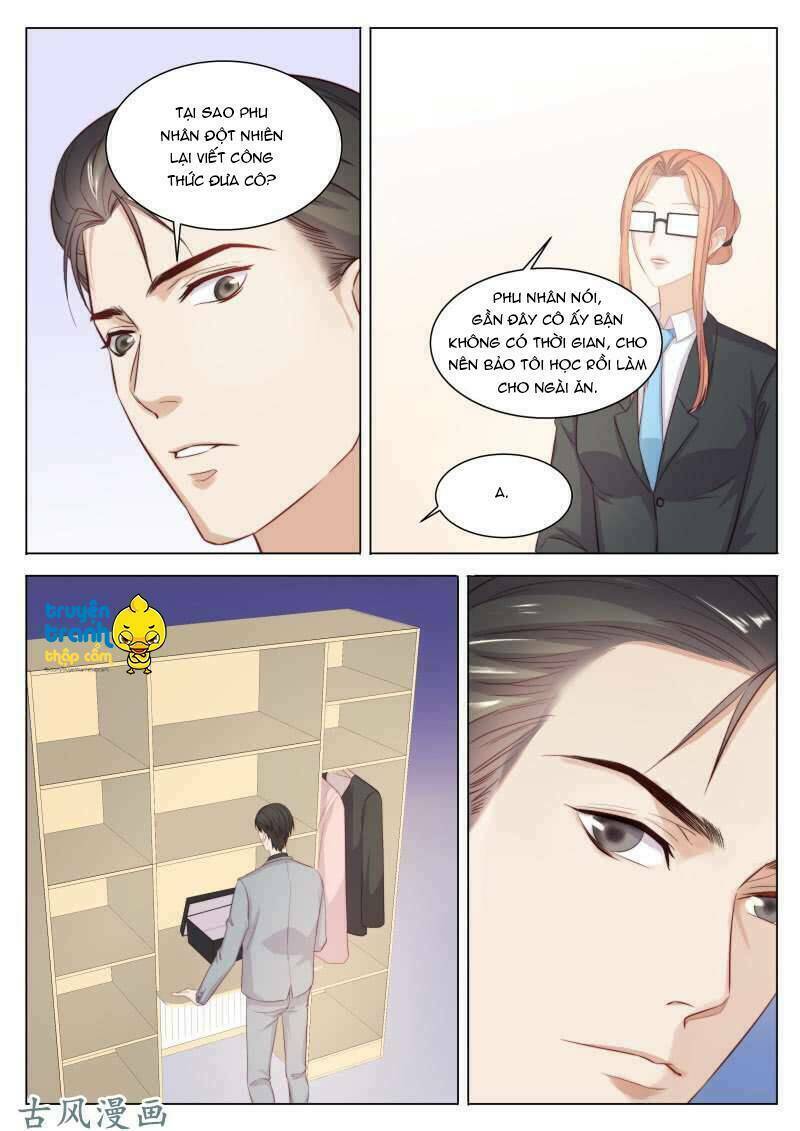 TẠI SAO PHU
NHÂN ĐỘT NHIÊN
LẠI VIẾT CÔNG
THỨC ĐƯA CÔ?
PHU NHÂN NÓI,
GẦN ĐÂY CÔ ẤY BẬN
KHÔNG CÓ THỜI GIAN, CHO
NÊN BẢO TÔI HỌC RỒI LÀM
CHO NGÀI ĂN.
A.
truyện
tranh
thập cẩm
古风漫画